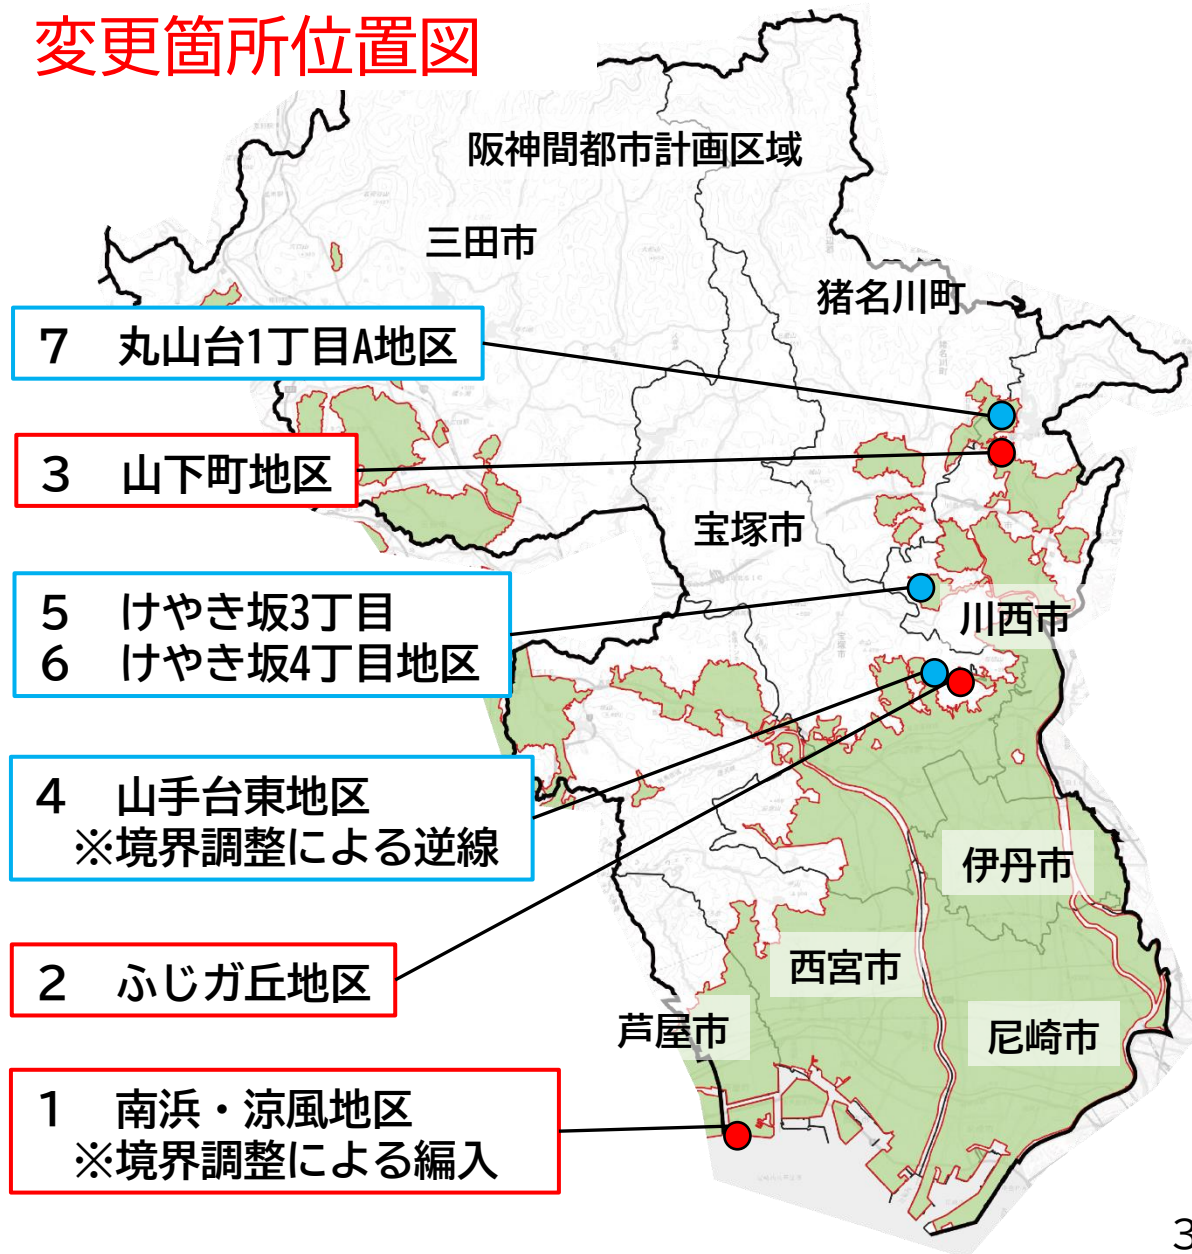 変更箇所位置図
阪神間都市計画区域
三田市
猪名川町
7 丸山台1丁目A地区
3 山下町地区
宝塚市
5 けやき坂3丁目
6 けやき坂4丁目地区
川西市
4 山手台東地区
※境界調整による逆線
伊丹市
2 ふじガ丘地区
西宮市
芦屋市
尼崎市
1 南浜・涼風地区
※境界調整による編入
3